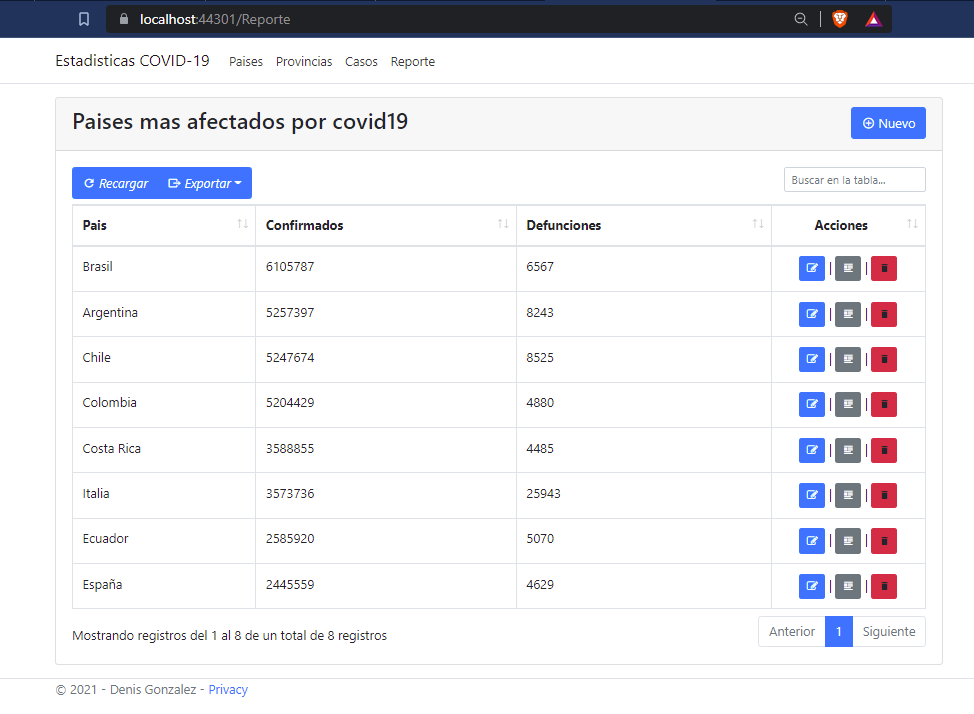 localhost:44301/Reporte
Estadisticas COVID-19 Paises Provincias Casos Reporte
Paises mas afectados por covid19 Nuevo
Recargar Exportar Buscar en la tabla...
Pais Confirmados Defunciones Acciones
Brasil 6105787 6567 | |
Argentina 5257397 8243 | |
Chile 5247674 8525 | |
Colombia 5204429 4880 | |
Costa Rica 3588855 4485 | |
Italia 3573736 25943 | |
Ecuador 2585920 5070 | |
España 2445559 4629 | |
Mostrando registros del 1 al 8 de un total de 8 registros Anterior 1 Siguiente
© 2021 - Denis Gonzalez - Privacy